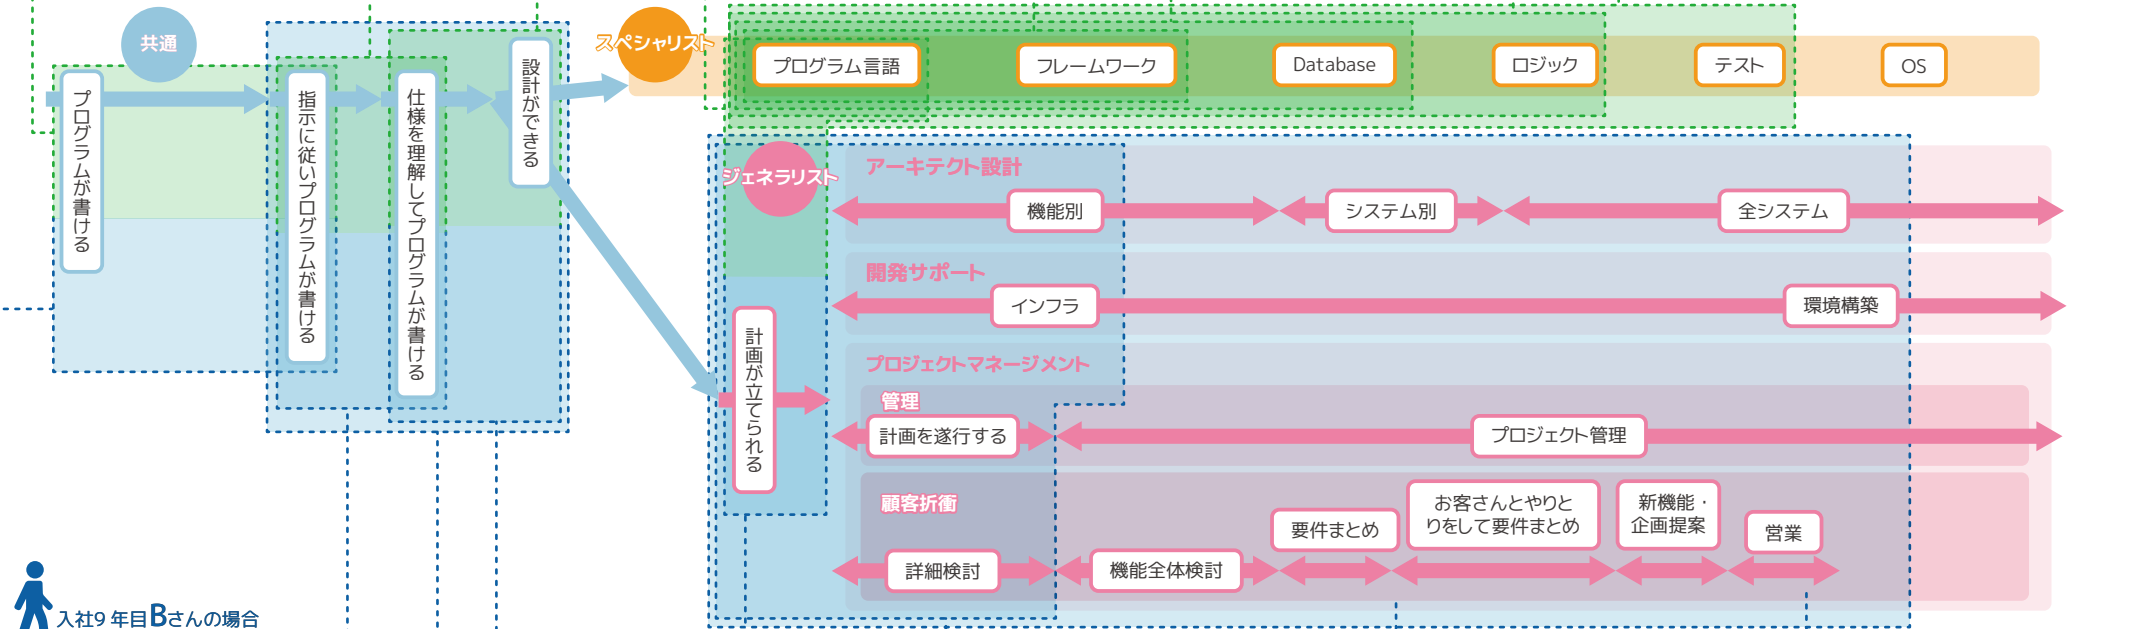 共通
プログラムが書ける
指示に従いプログラムが書ける
仕様を理解してプログラムが書ける
設計ができる
スペシャリスト
プログラム言語
フレームワーク
Database
ロジック
テスト
OS
ジェネラリスト
計画が立てられる
アーキテクト設計
機能別
システム別
全システム
開発サポート
インフラ
環境構築
プロジェクトマネージメント
管理
計画を遂行する
プロジェクト管理
顧客折衝
詳細検討
機能全体検討
要件まとめ
お客さんとやりと
りをして要件まとめ
新機能・
企画提案
営業
入社9年目Bさんの場合